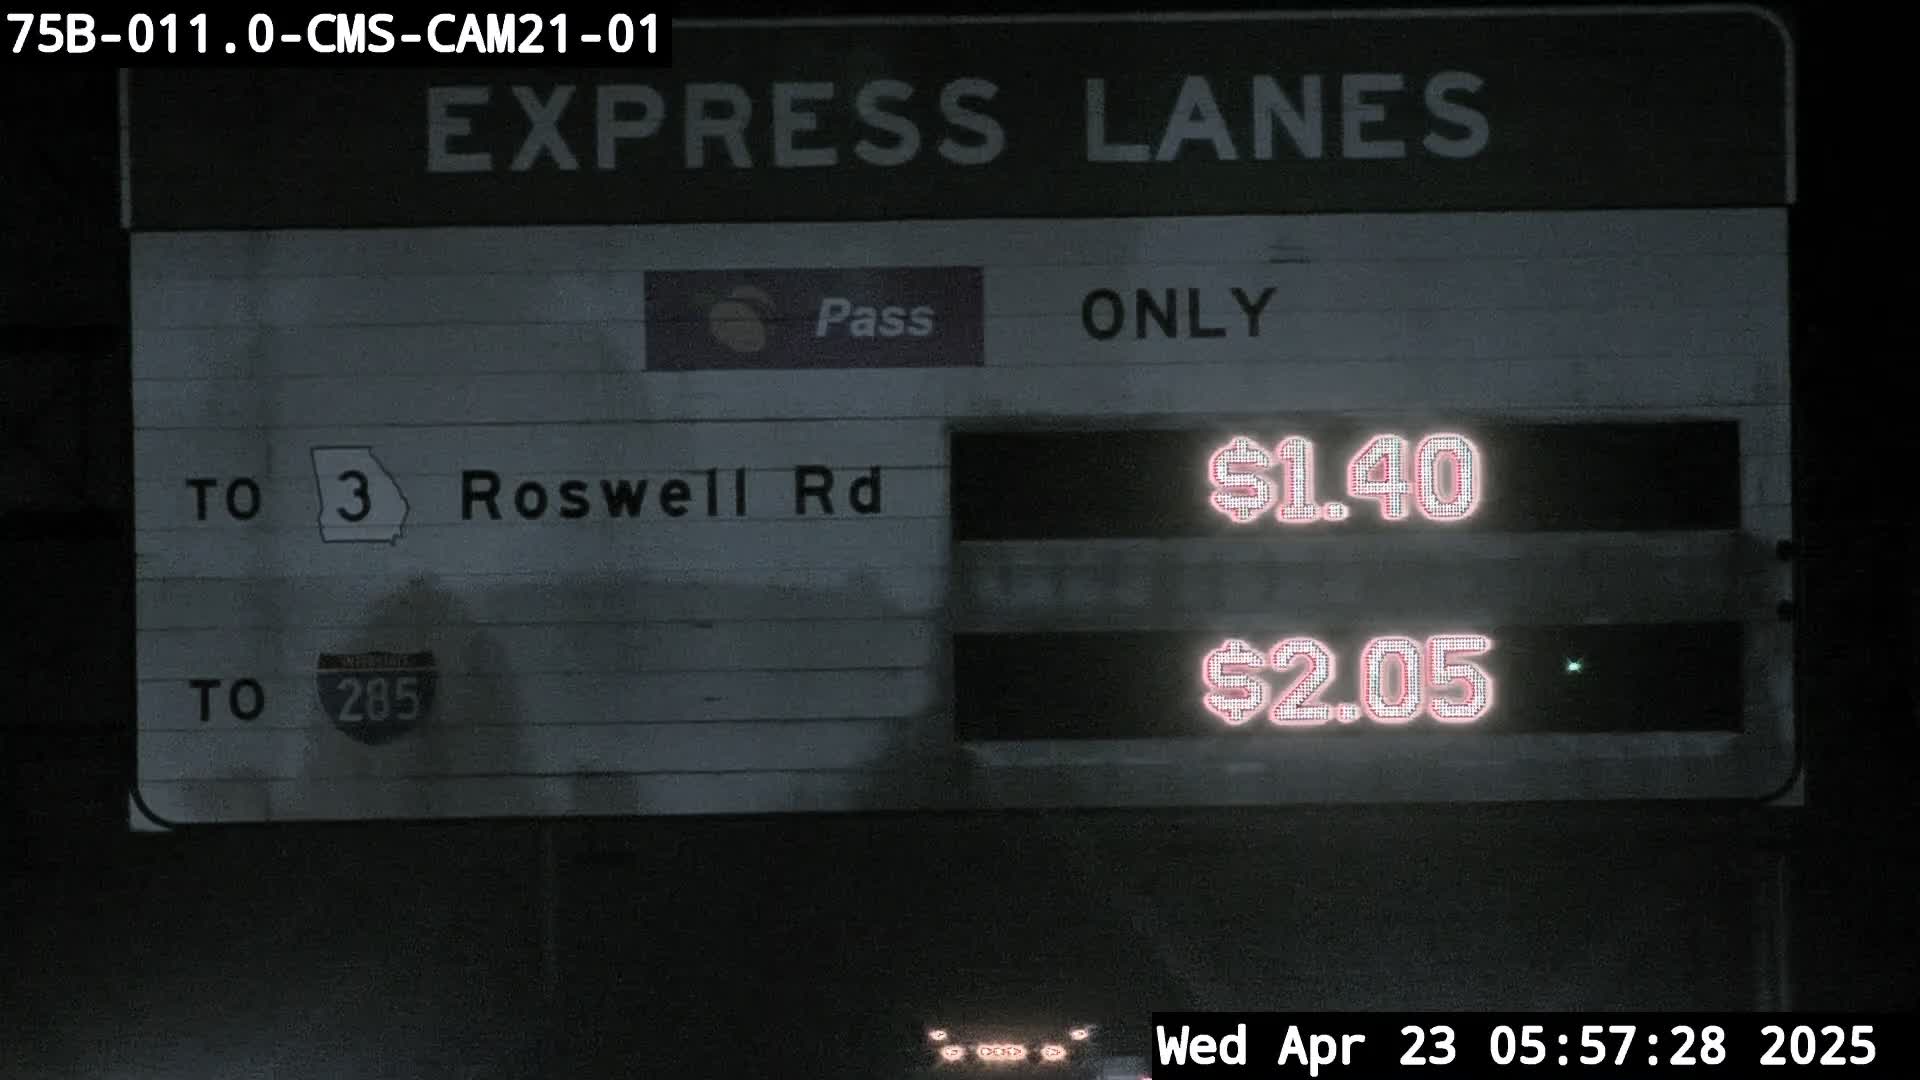 75B-011.0-CMS-CAM21-01
EXPRESS LANES
Pass ONLY
TO 3 Roswell Rd $1.40
TO INTERSTATE 285 $2.05
Wed Apr 23 05:57:28 2025